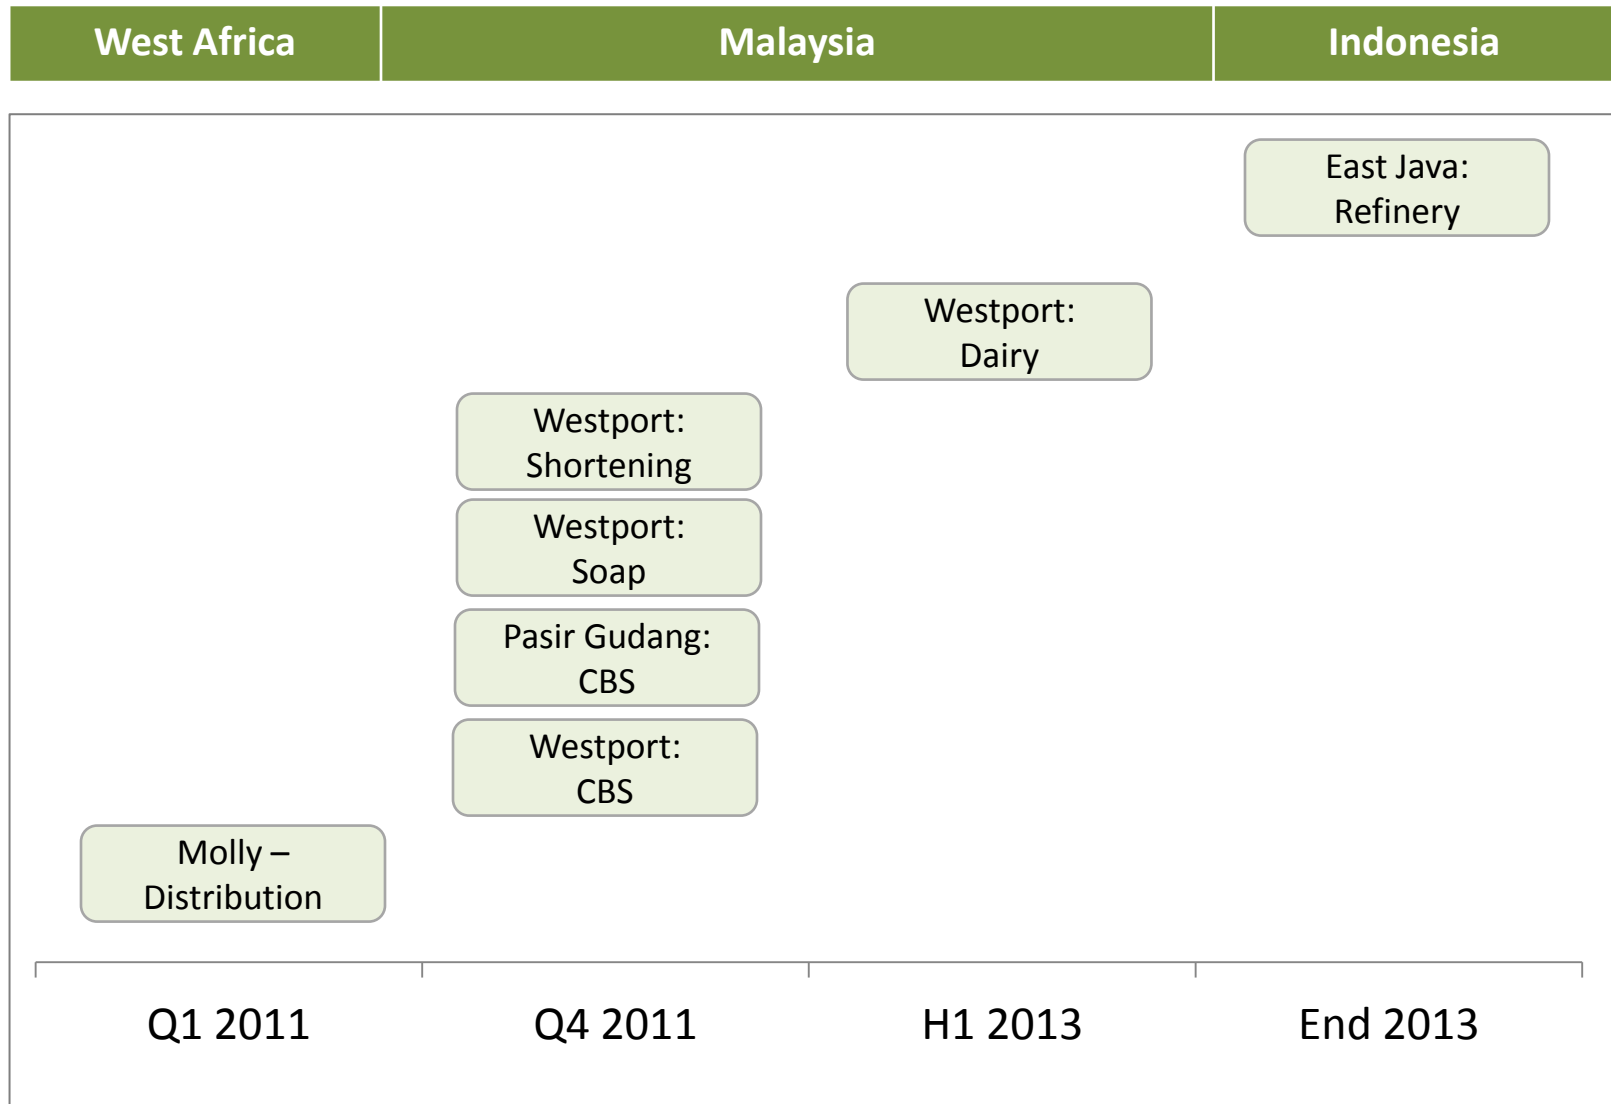 West Africa
Malaysia
Indonesia
East Java:
Refinery
Westport:
Dairy
Westport:
Shortening
Westport:
Soap
Pasir Gudang:
CBS
Westport:
CBS
Molly –
Distribution
Q1 2011
Q4 2011
H1 2013
End 2013